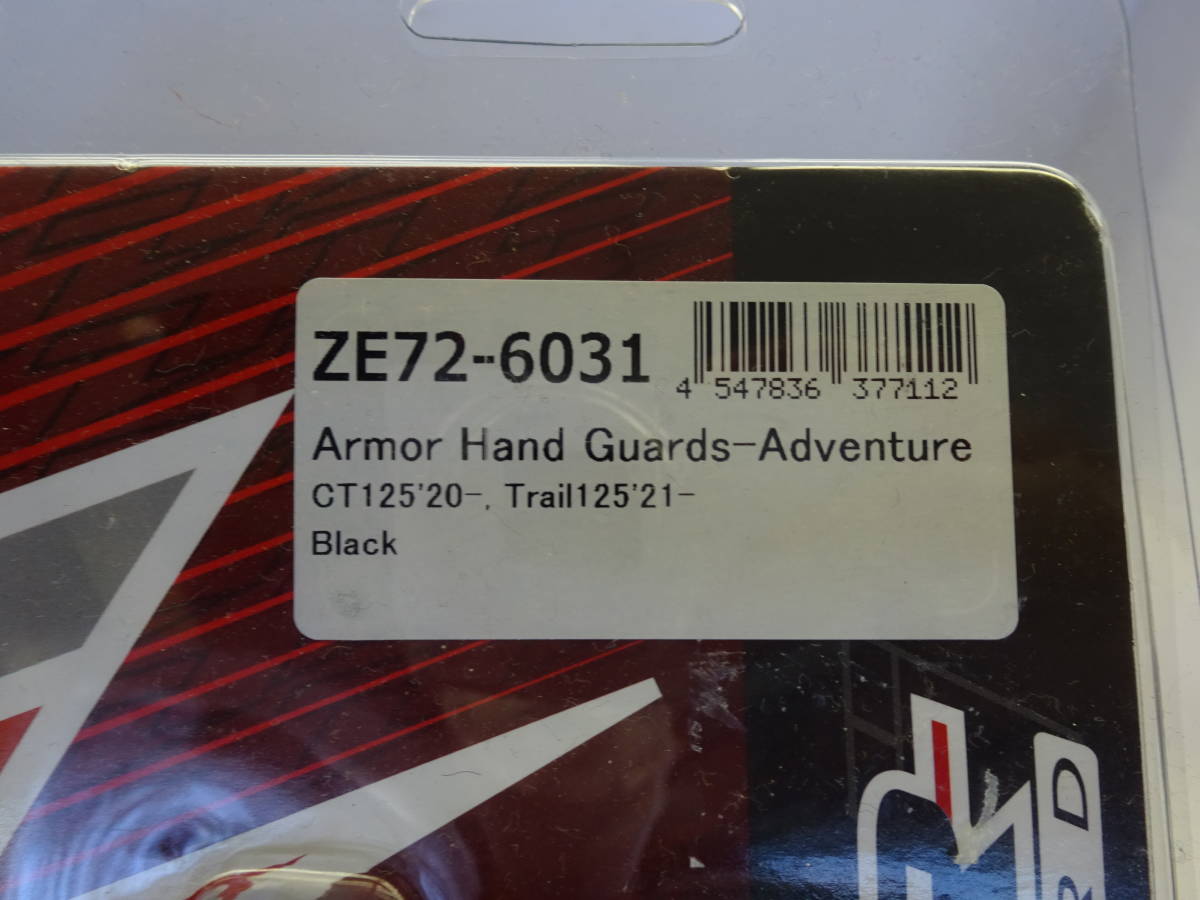 ZE72-6031
4 547836 377112
Armor Hand Guards-Adventure
CT125'20-, Trail125'21-
Black